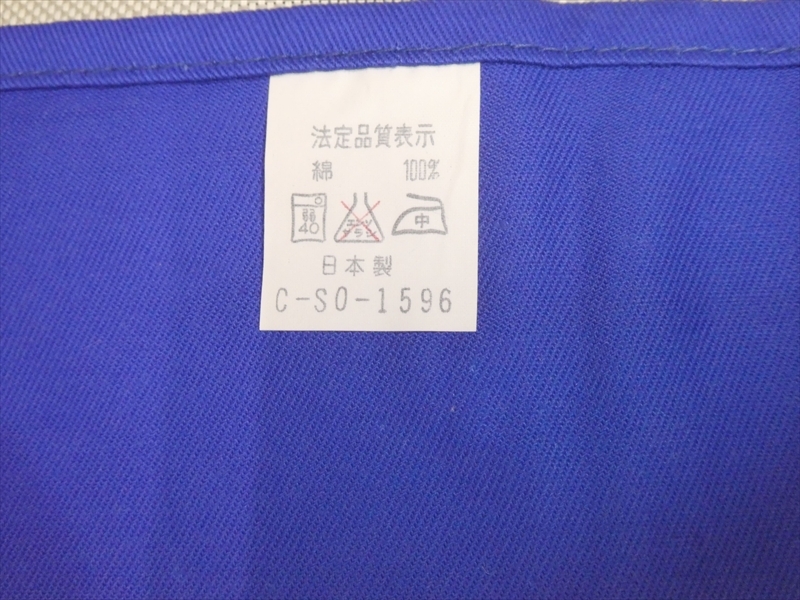 法定品質表示
綿 100%
弱 40 エンソ サラシ 中
日本製
C-SO-1596